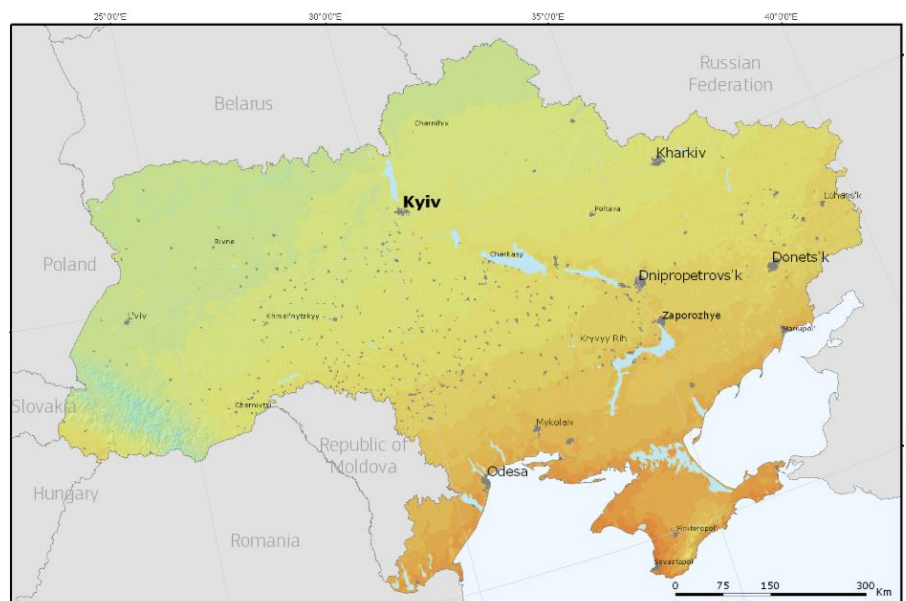 25°00'E 30°00'E 35°00'E 40°00'E
Russian
Federation
Belarus
Chernihiv
Kharkiv
Kyiv
Luhans'k
Poltava
Rivne
Poland
Cherkasy
Donets'k
Dnipropetrovs'k
L'viv
Khmel'nytzkyy
Zaporozhye
Mariupol'
Kryvyy Rih
Slovakia
Chernivtsi
Mykolaiv
Republic of
Moldova
Odesa
Hungary
Simferopol'
Romania
Sevastopol'
0 75 150 300
Km